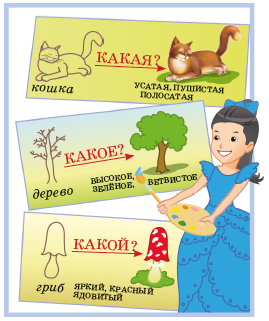 КАКАЯ?
кошка
УСАТАЯ, ПУШИСТАЯ
ПОЛОСАТАЯ
КАКОЕ?
дерево
ВЫСОКОЕ,
ЗЕЛЁНОЕ, ВЕТВИСТОЕ
КАКОЙ?
гриб
ЯРКИЙ, КРАСНЫЙ
ЯДОВИТЫЙ